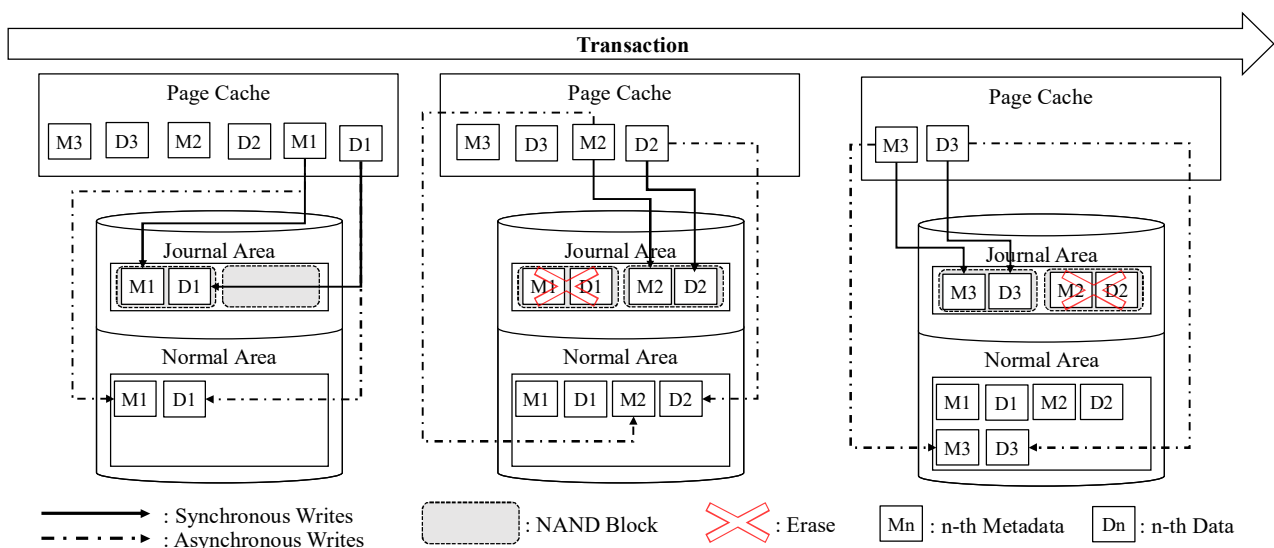 Transaction
Page Cache
M3 D3 M2 D2 M1 D1
Journal Area
M1 D1
Normal Area
M1 D1
Page Cache
M3 D3 M2 D2
Journal Area
M1 D1 M2 D2
Normal Area
M1 D1 M2 D2
Page Cache
M3 D3
Journal Area
M3 D3 M2 D2
Normal Area
M1 D1 M2 D2
M3 D3
: Synchronous Writes
: Asynchronous Writes
: NAND Block
: Erase
Mn : n-th Metadata
Dn : n-th Data